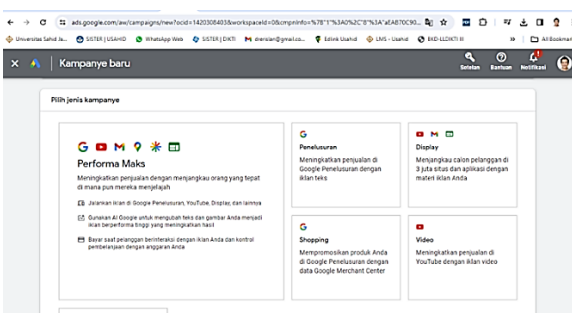 ads.google.com/aw/campaigns/new?ocid=1420308403&workspaceId=0&cmpnInfo=%7B"1"%3A0%2C"8"%3A"aEAB70C90...
Universitas Sahid Ja... SISTER | USAHID WhatsApp Web SISTER | DIKTI Edlink Usahid LMS - Usahid EKD-LLDIKTI III All Bookmar
Kampanye baru
Setelan Bantuan Notifikasi
Pilih jenis kampanye
Performa Maks
Meningkatkan penjualan dengan menjangkau orang yang tepat
di mana pun mereka menjelajah
Jalankan iklan di Google Penelusuran, YouTube, Display, dan lainnya
Gunakan AI Google untuk mengubah teks dan gambar Anda menjadi
iklan berperforma tinggi yang meningkatkan hasil
Bayar saat pelanggan berinteraksi dengan iklan Anda dan kontrol
pembelanjaan dengan anggaran Anda
Penelusuran
Meningkatkan penjualan di
Google Penelusuran dengan
iklan teks
Display
Menjangkau calon pelanggan di
3 juta situs dan aplikasi dengan
materi iklan Anda
Shopping
Mempromosikan produk Anda
di Google Penelusuran dengan
data Google Merchant Center
Video
Meningkatkan penjualan di
YouTube dengan iklan video